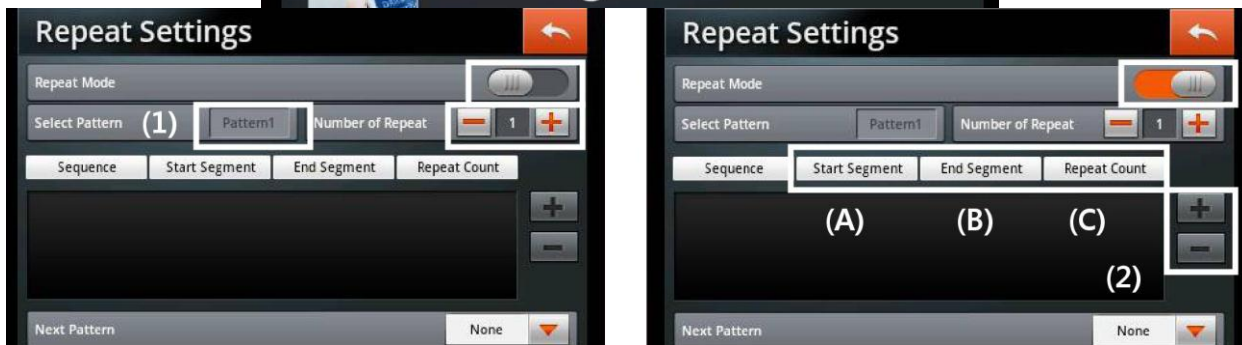 Repeat Settings
Repeat Mode
Select Pattern (1) Pattern1 Number of Repeat 1
Sequence Start Segment End Segment Repeat Count
Next Pattern None
Repeat Settings
Repeat Mode
Select Pattern Pattern1 Number of Repeat 1
Sequence Start Segment End Segment Repeat Count
(A) (B) (C)
(2)
Next Pattern None